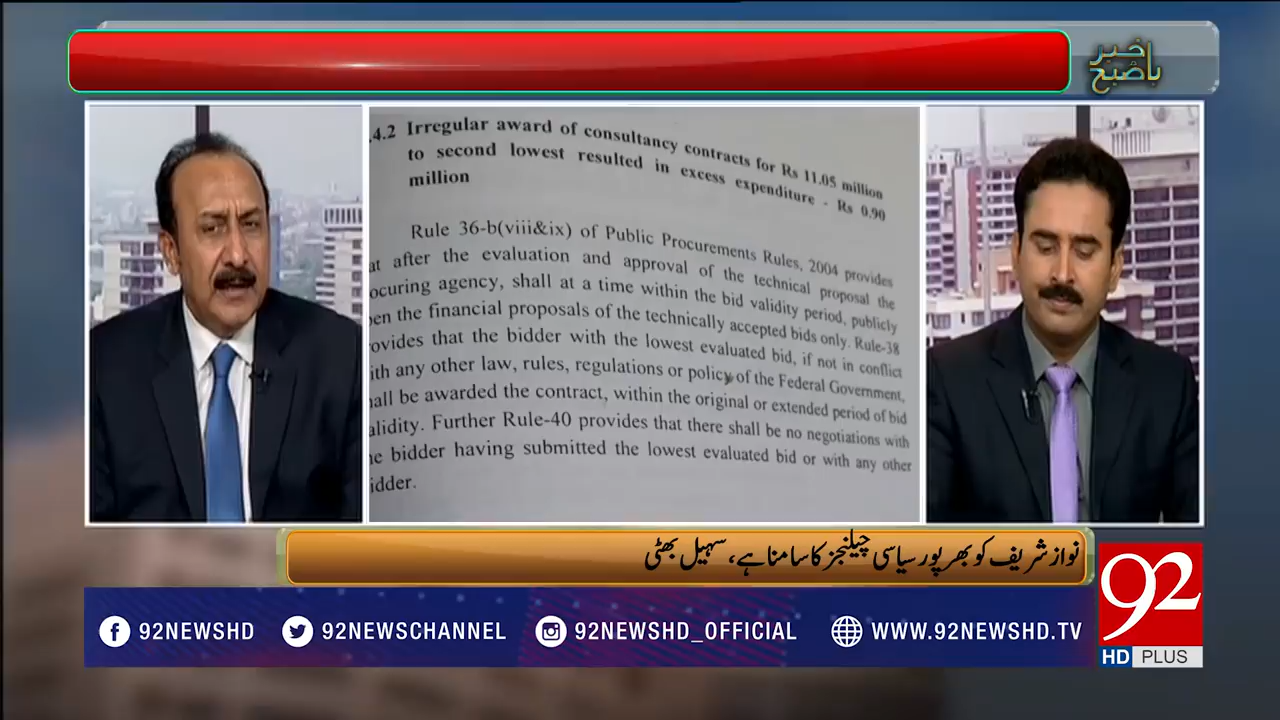 باخبر
صبح
.4.2 Irregular award of consultancy contracts for Rs 11.05 million
to second lowest resulted in excess expenditure - Rs 0.90
million
Rule 36-b(viii&ix) of Public Procurements Rules, 2004 provides
at after the evaluation and approval of the technical proposal the
ocuring agency, shall at a time within the bid validity period, publicly
pen the financial proposals of the technically accepted bids only. Rule-38
ovides that the bidder with the lowest evaluated bid, if not in conflict
ith any other law, rules, regulations or policy of the Federal Government,
hall be awarded the contract, within the original or extended period of bid
alidity. Further Rule-40 provides that there shall be no negotiations with
he bidder having submitted the lowest evaluated bid or with any other
idder.
نواز شریف کو بھرپور سیاسی چیلنجز کا سامنا ہے، سہیل بھٹی
92NEWSHD 92NEWSCHANNEL 92NEWSHD_OFFICIAL WWW.92NEWSHD.TV
92
HD PLUS